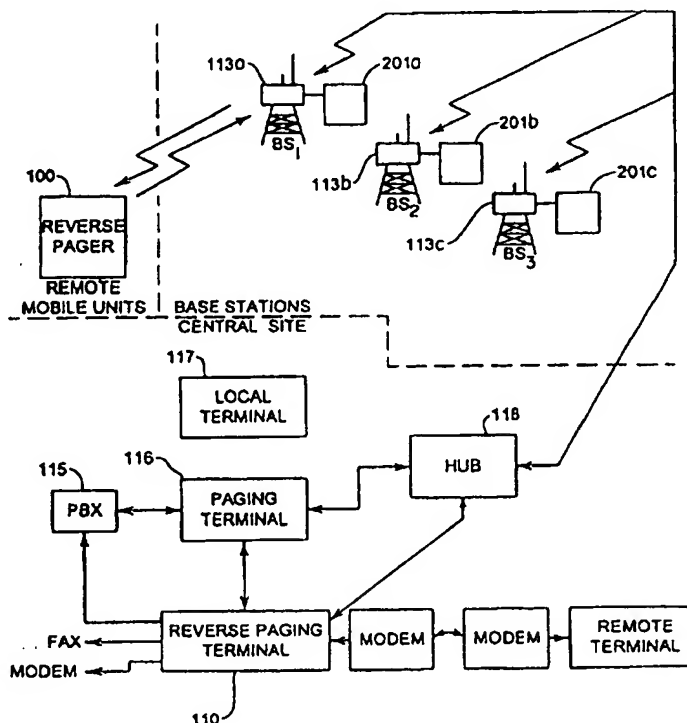 113a
201a
BS1
113b
201b
BS2
113c
201c
BS3
100
REVERSE
PAGER
REMOTE
MOBILE UNITS
BASE STATIONS
CENTRAL SITE
117
LOCAL
TERMINAL
118
HUB
116
115
PBX
PAGING
TERMINAL
REVERSE PAGING
TERMINAL
MODEM
MODEM
REMOTE
TERMINAL
FAX
MODEM
110